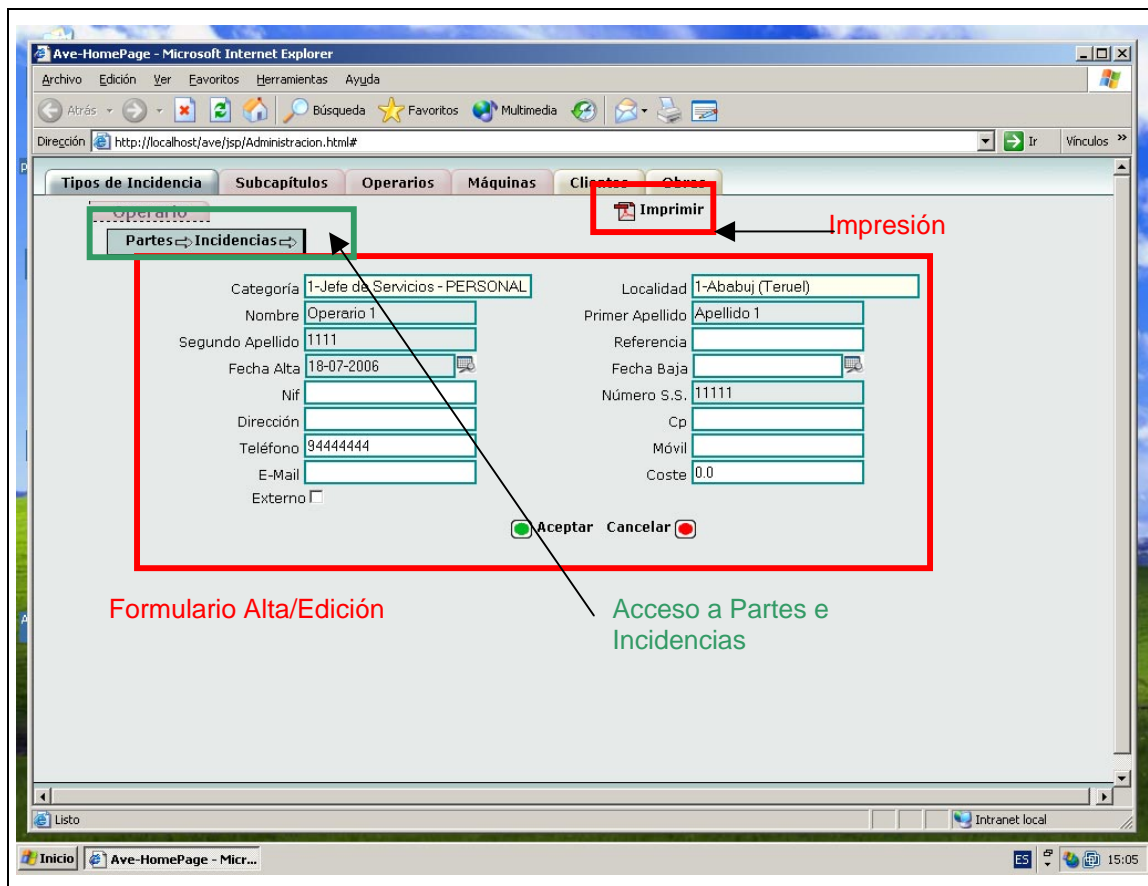 Ave-HomePage - Microsoft Internet Explorer
Archivo Edición Ver Favoritos Herramientas Ayuda
Atrás Búsqueda Favoritos Multimedia
Dirección http://localhost/ave/jsp/Administracion.html# Ir Vínculos »
Tipos de Incidencia Subcapítulos Operarios Máquinas Clientes Obras
Operario Imprimir
Impresión
Partes Incidencias
Categoría 1-Jefe de Servicios - PERSONAL Localidad 1-Ababuj (Teruel)
Nombre Operario 1 Primer Apellido Apellido 1
Segundo Apellido 1111 Referencia
Fecha Alta 18-07-2006 Fecha Baja
Nif Número S.S. 11111
Dirección Cp
Teléfono 94444444 Móvil
E-Mail Coste 0.0
Externo
Aceptar Cancelar
Formulario Alta/Edición Acceso a Partes e
Incidencias
Listo Intranet local
Inicio Ave-HomePage - Micr... ES 15:05